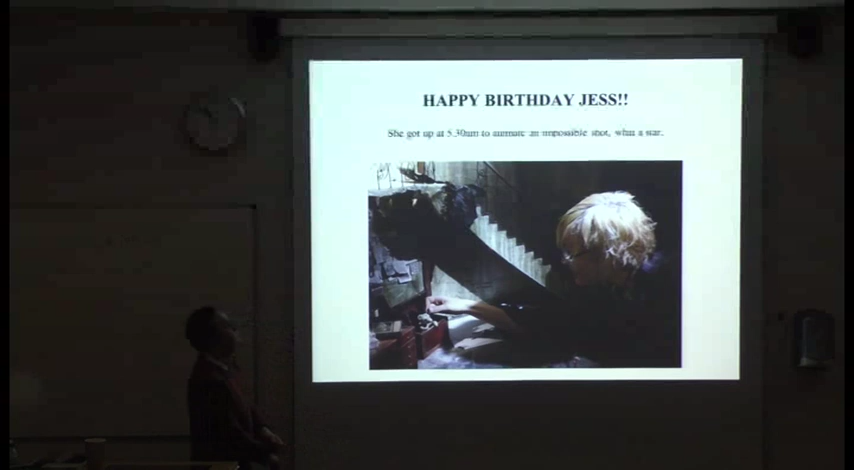 HAPPY BIRTHDAY JESS!!
She got up at 5.30am to animate an impossible shot, what a star.